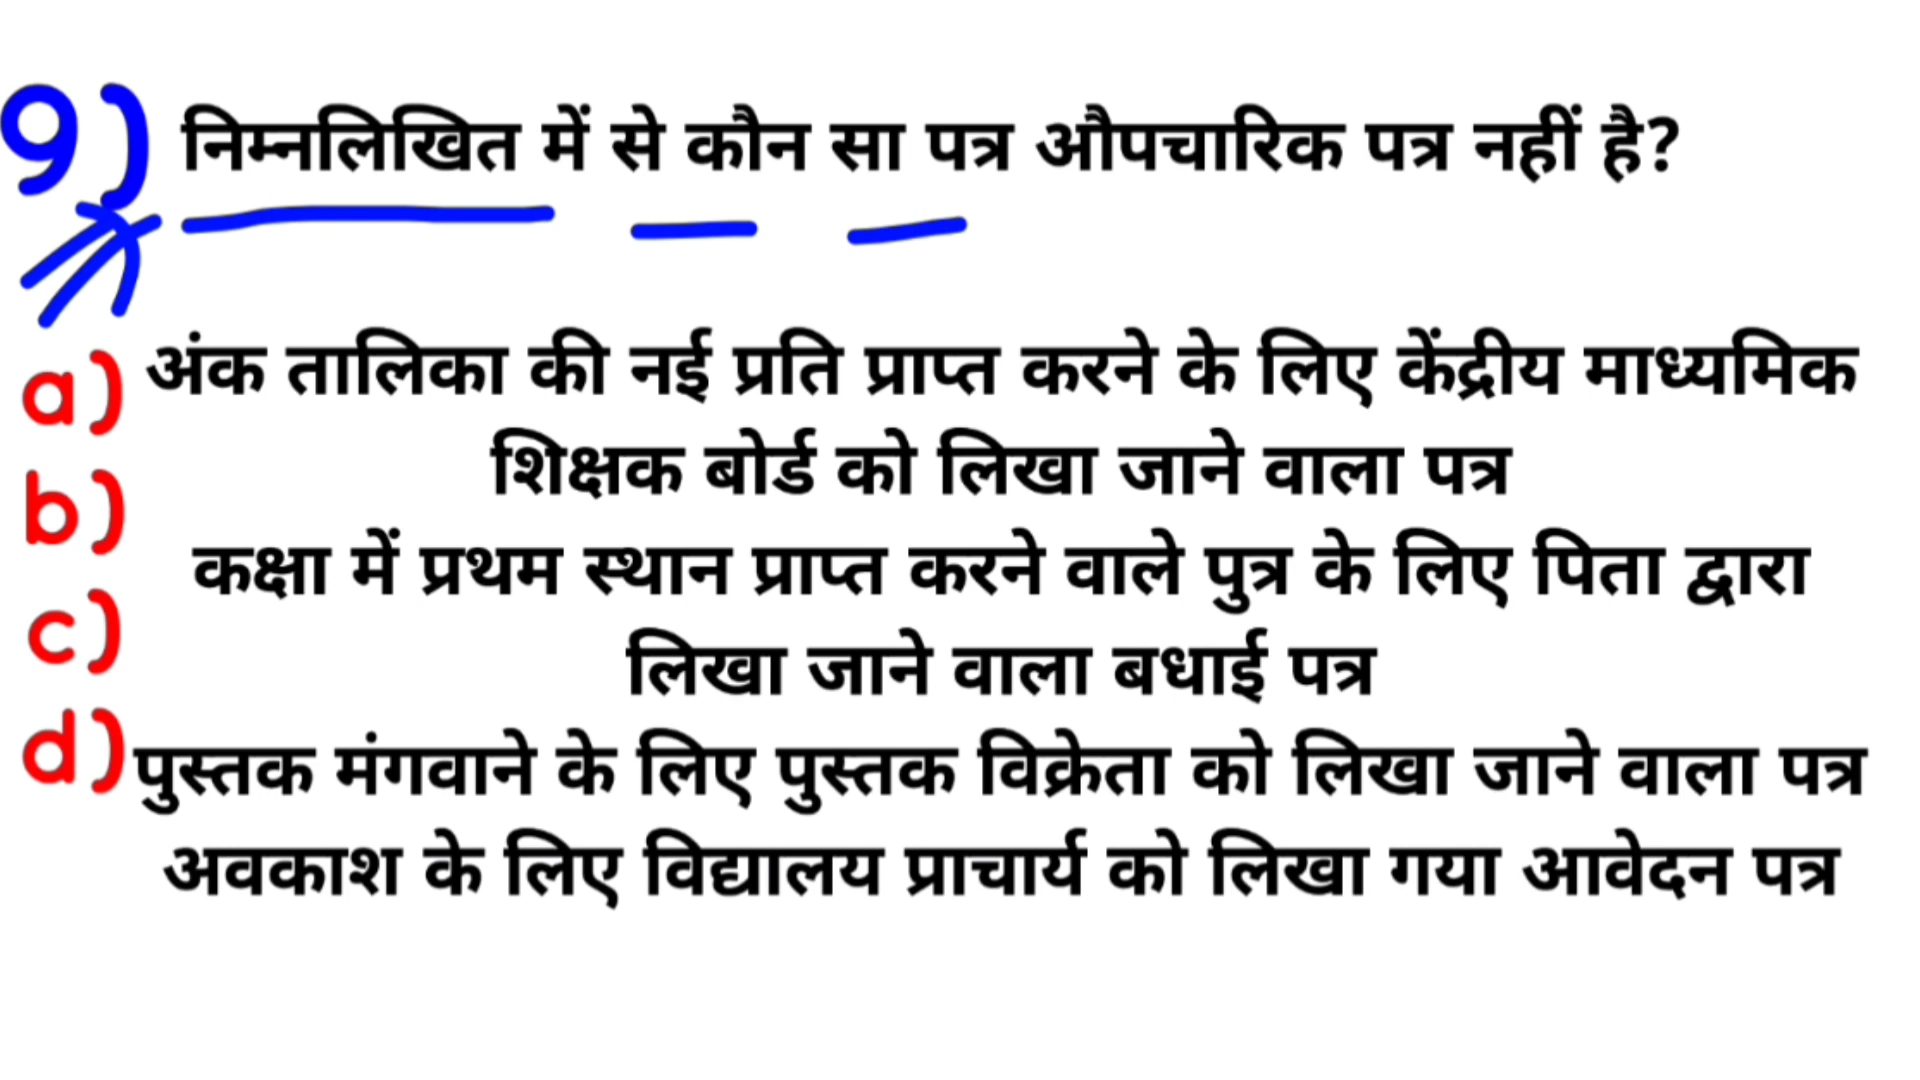 9) निम्नलिखित में से कौन सा पत्र औपचारिक पत्र नहीं है?
a) अंक तालिका की नई प्रति प्राप्त करने के लिए केंद्रीय माध्यमिक
शिक्षक बोर्ड को लिखा जाने वाला पत्र
b)
कक्षा में प्रथम स्थान प्राप्त करने वाले पुत्र के लिए पिता द्वारा
c)
लिखा जाने वाला बधाई पत्र
d) पुस्तक मंगवाने के लिए पुस्तक विक्रेता को लिखा जाने वाला पत्र
अवकाश के लिए विद्यालय प्राचार्य को लिखा गया आवेदन पत्र